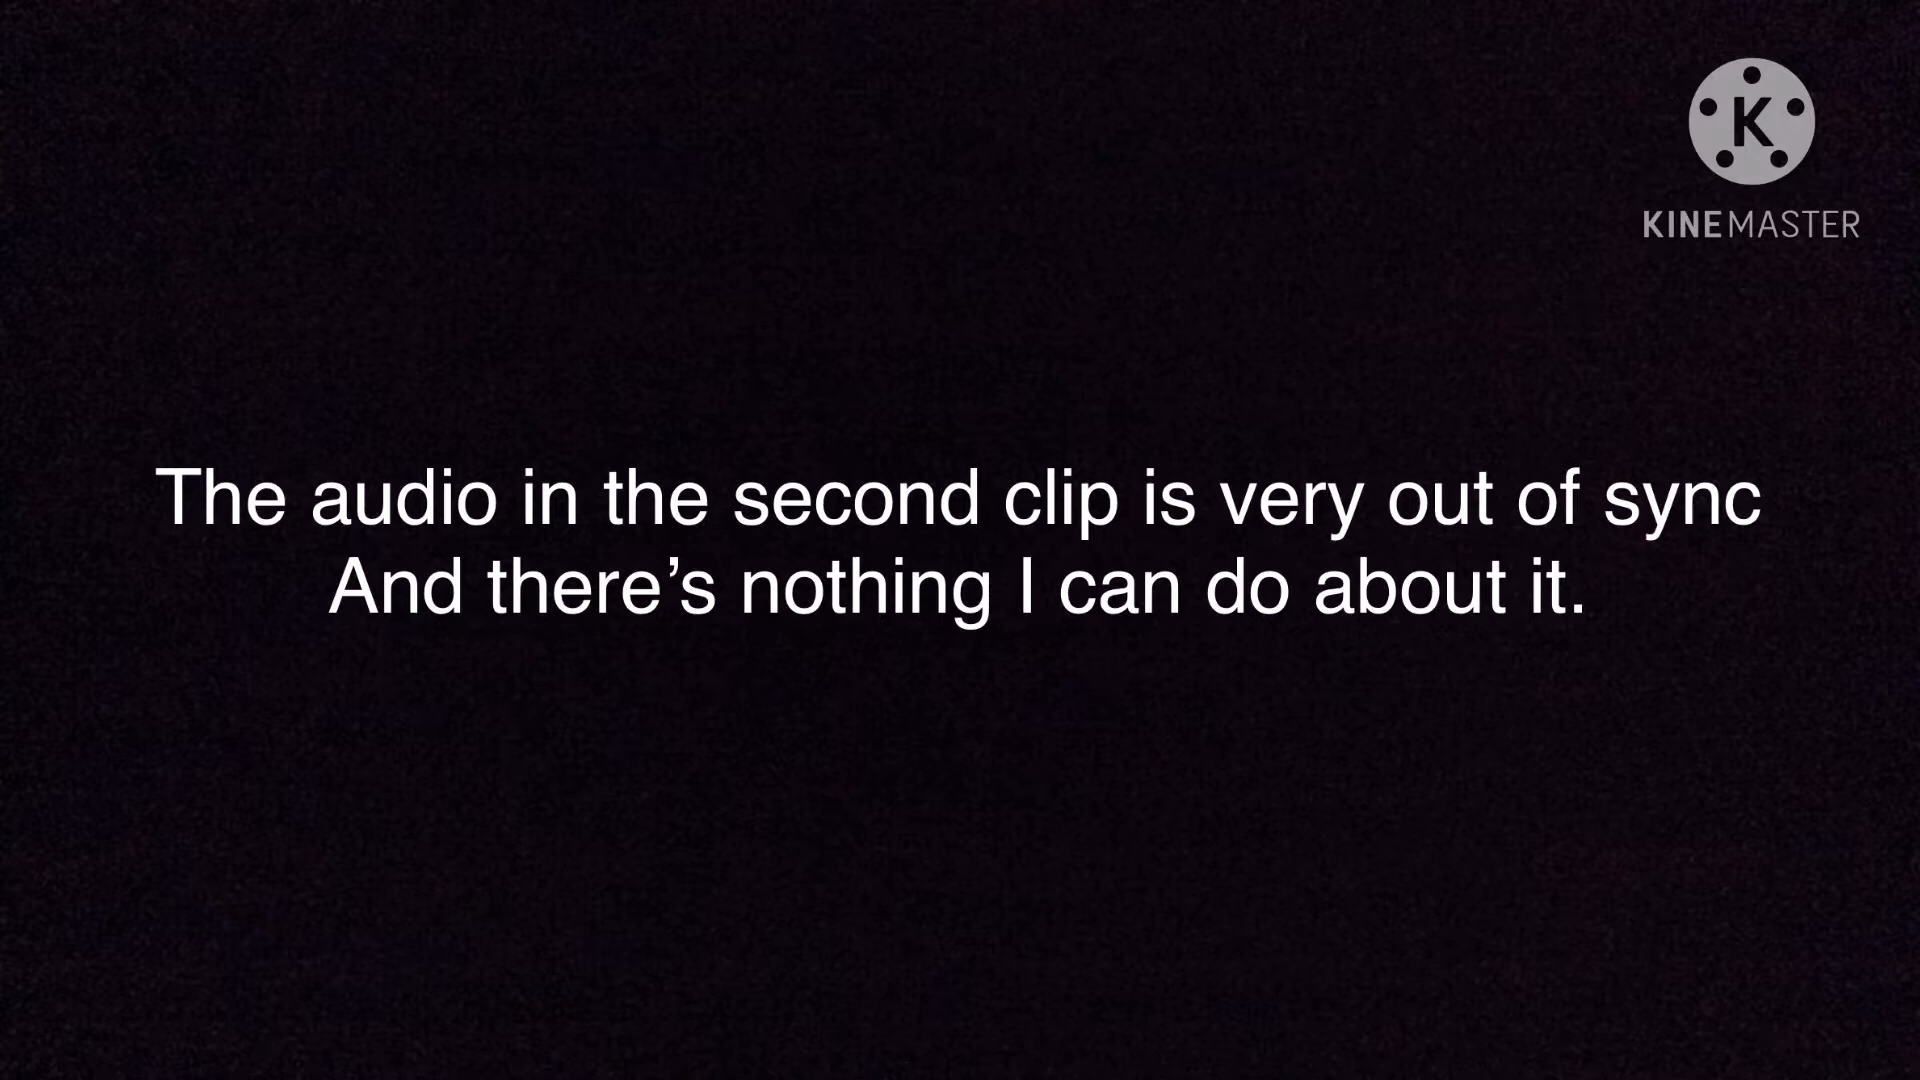 K
KINEMASTER
The audio in the second clip is very out of sync
And there’s nothing I can do about it.